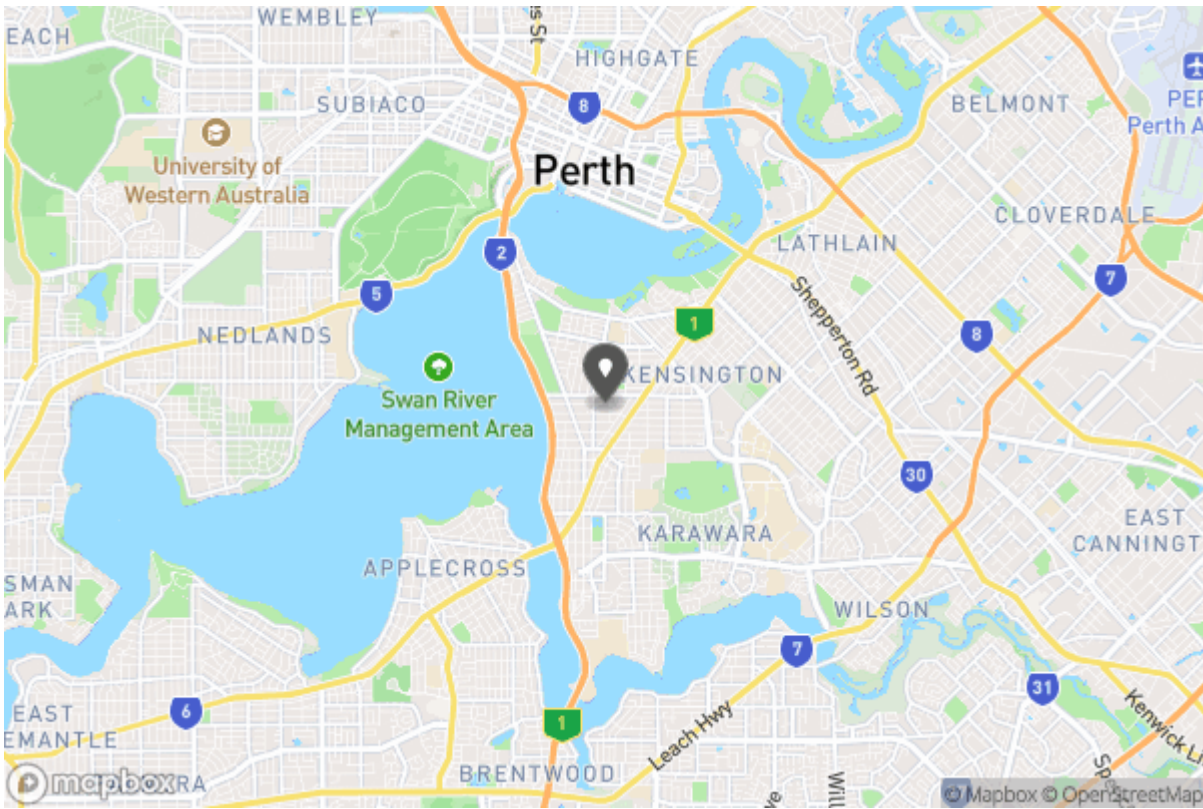 WEMBLEY
EACH
HIGHGATE
SUBIACO
8
BELMONT
Perth A
University of
Western Australia
Perth
CLOVERDALE
LATHLAIN
2
7
5
Shepperton Rd
1
NEDLANDS
8
KENSINGTON
Swan River
Management Area
30
KARAWARA
EAST
CANNINGT
APPLECROSS
SMAN
ARK
WILSON
7
31
6
1
EAST
EMANTLE
Leach Hwy
Kenwick Li
BRENTWOOD
mapbox
© Mapbox © OpenStreetMap